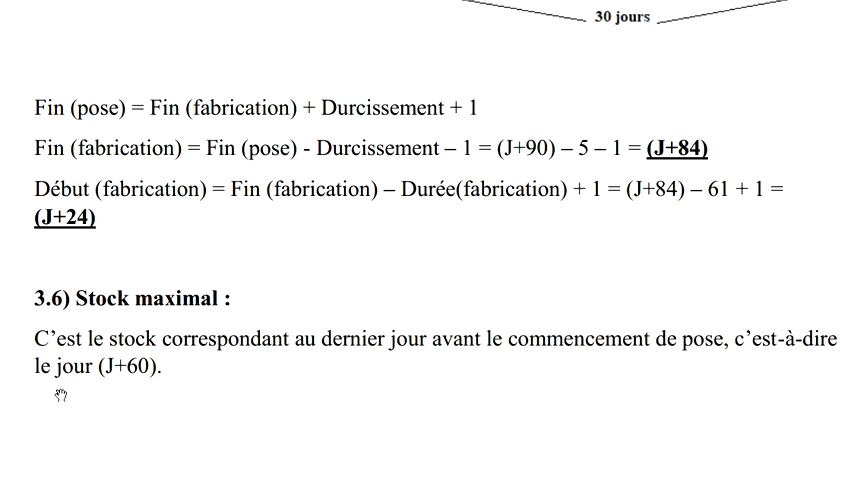 30 jours
Fin (pose) = Fin (fabrication) + Durcissement + 1
Fin (fabrication) = Fin (pose) - Durcissement – 1 = (J+90) – 5 – 1 = (J+84)
Début (fabrication) = Fin (fabrication) – Durée(fabrication) + 1 = (J+84) – 61 + 1 =
(J+24)
3.6) Stock maximal :
C’est le stock correspondant au dernier jour avant le commencement de pose, c’est-à-dire
le jour (J+60).